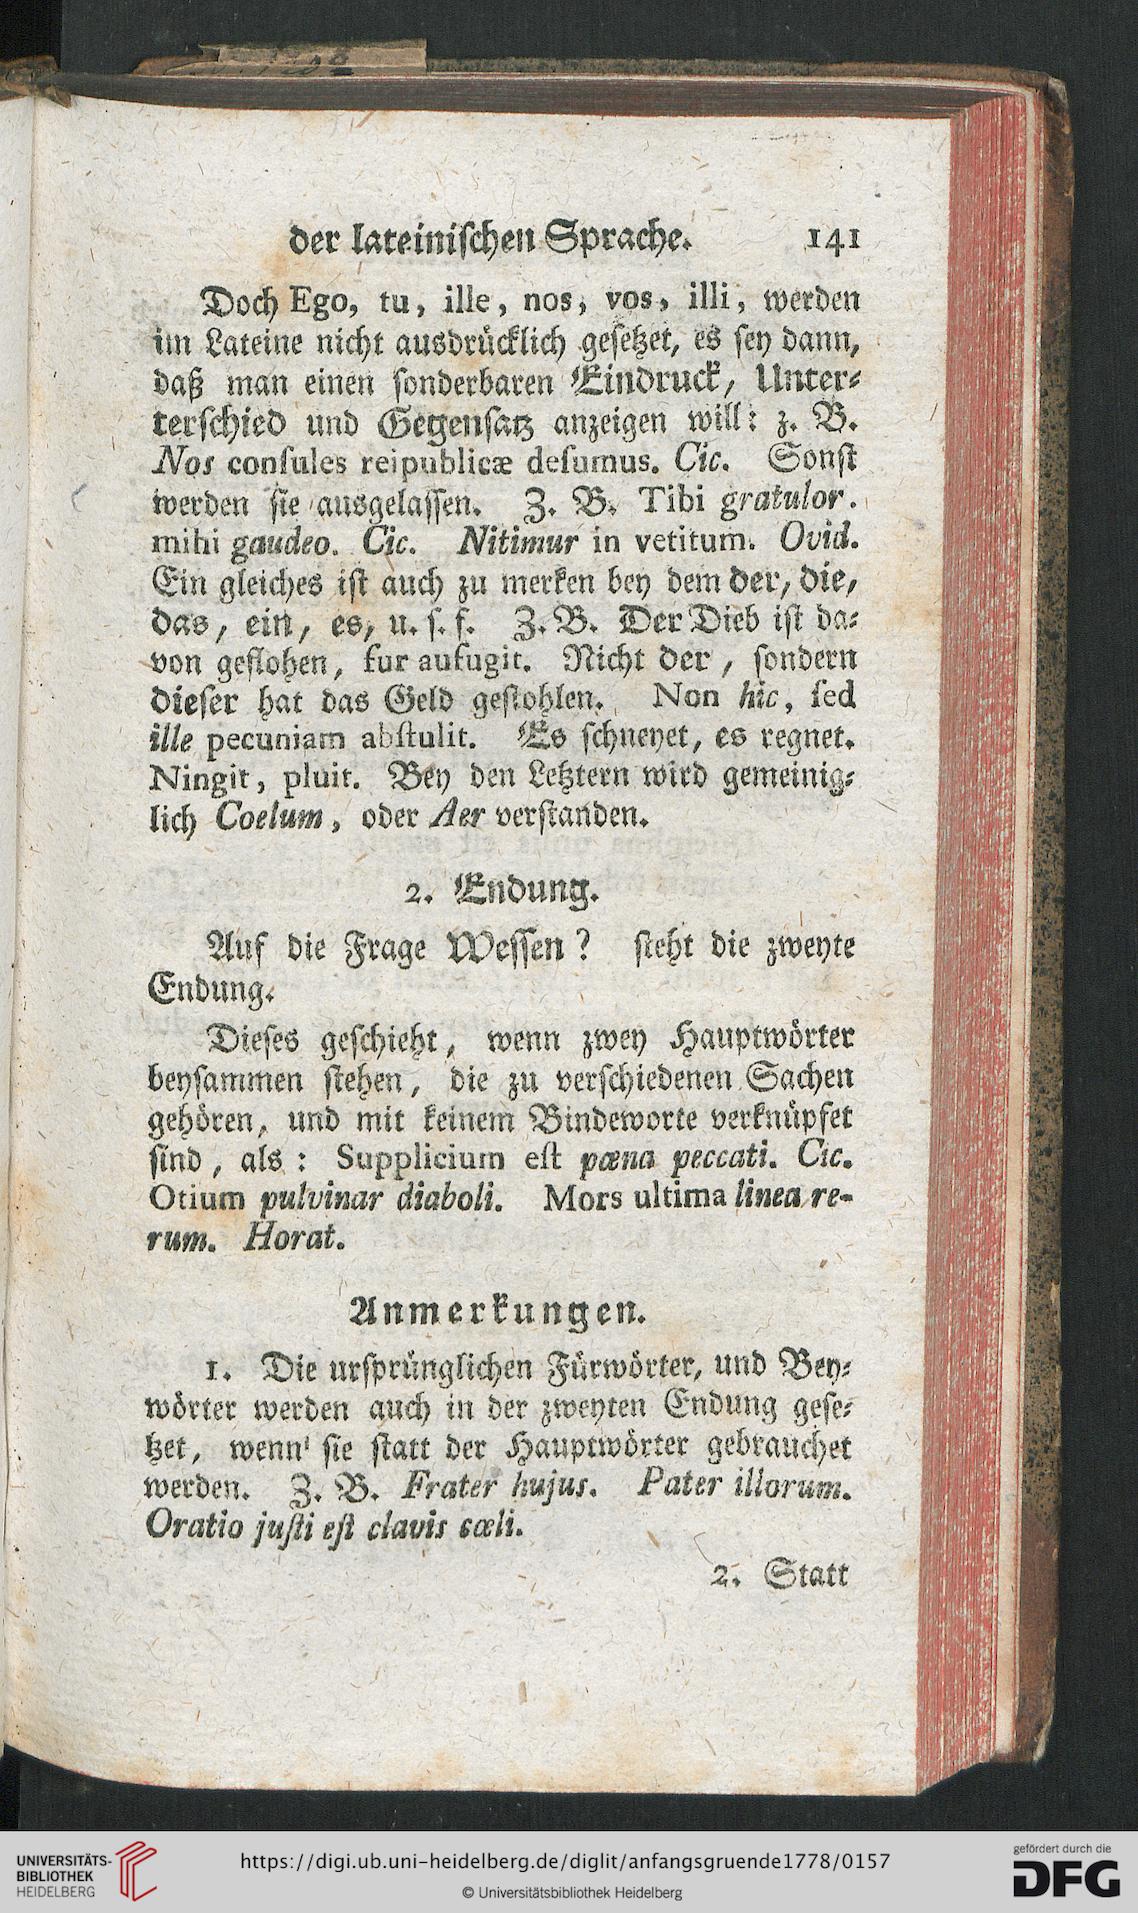 der lateiniſchen Sprache. 141
Doch Ego, tu, ille, nos, vos, illi, werden
im Lateine nicht ausdrücklich geſetzet, es ſey dann,
daß man einen ſonderbaren Eindruck, Unter⸗
terſchied und Gegenſatz anzeigen will: z. B.
Nos conſules reipublicæ deſumus. Cic. Sonſt
werden ſie ausgelaſſen. Z. B. Tibi gratulor.
mihi gaudeo. Cic. Nitimur in vetitum. Ovid.
Ein gleiches iſt auch zu merken bey dem der, die,
das, ein, es, u. ſ. f. Z. B. Der Dieb iſt da⸗
von geflohen, fur aufugit. Nicht der, ſondern
dieſer hat das Geld geſtohlen. Non hic, ſed
ille pecuniam abſtulit. Es ſchneyet, es regnet.
Ningit, pluit. Bey den Letztern wird gemeinig⸗
lich Coelum, oder Aer verſtanden.
2. Endung.
Auf die Frage Weſſen? ſteht die zweyte
Endung.
Dieſes geſchieht, wenn zwey Hauptwörter
beyſammen ſtehen, die zu verſchiedenen Sachen
gehören, und mit keinem Bindeworte verknüpfet
ſind, als: Supplicium eſt pœna peccati. Cic.
Otium pulvinar diaboli. Mors ultima linea re-
rum. Horat.
Anmerkungen.
1. Die urſprünglichen Fürwörter, und Bey⸗
wörter werden auch in der zweyten Endung geſe⸗
tzet, wenn ſie ſtatt der Hauptwörter gebrauchet
werden. Z. B. Frater hujus. Pater illorum.
Oratio juſti eſt clavis cœli.
2. Statt
UNIVERSITÄTS-
BIBLIOTHEK
HEIDELBERG
https://digi.ub.uni-heidelberg.de/diglit/anfangsgruende1778/0157
© Universitätsbibliothek Heidelberg
gefördert durch die
DFG